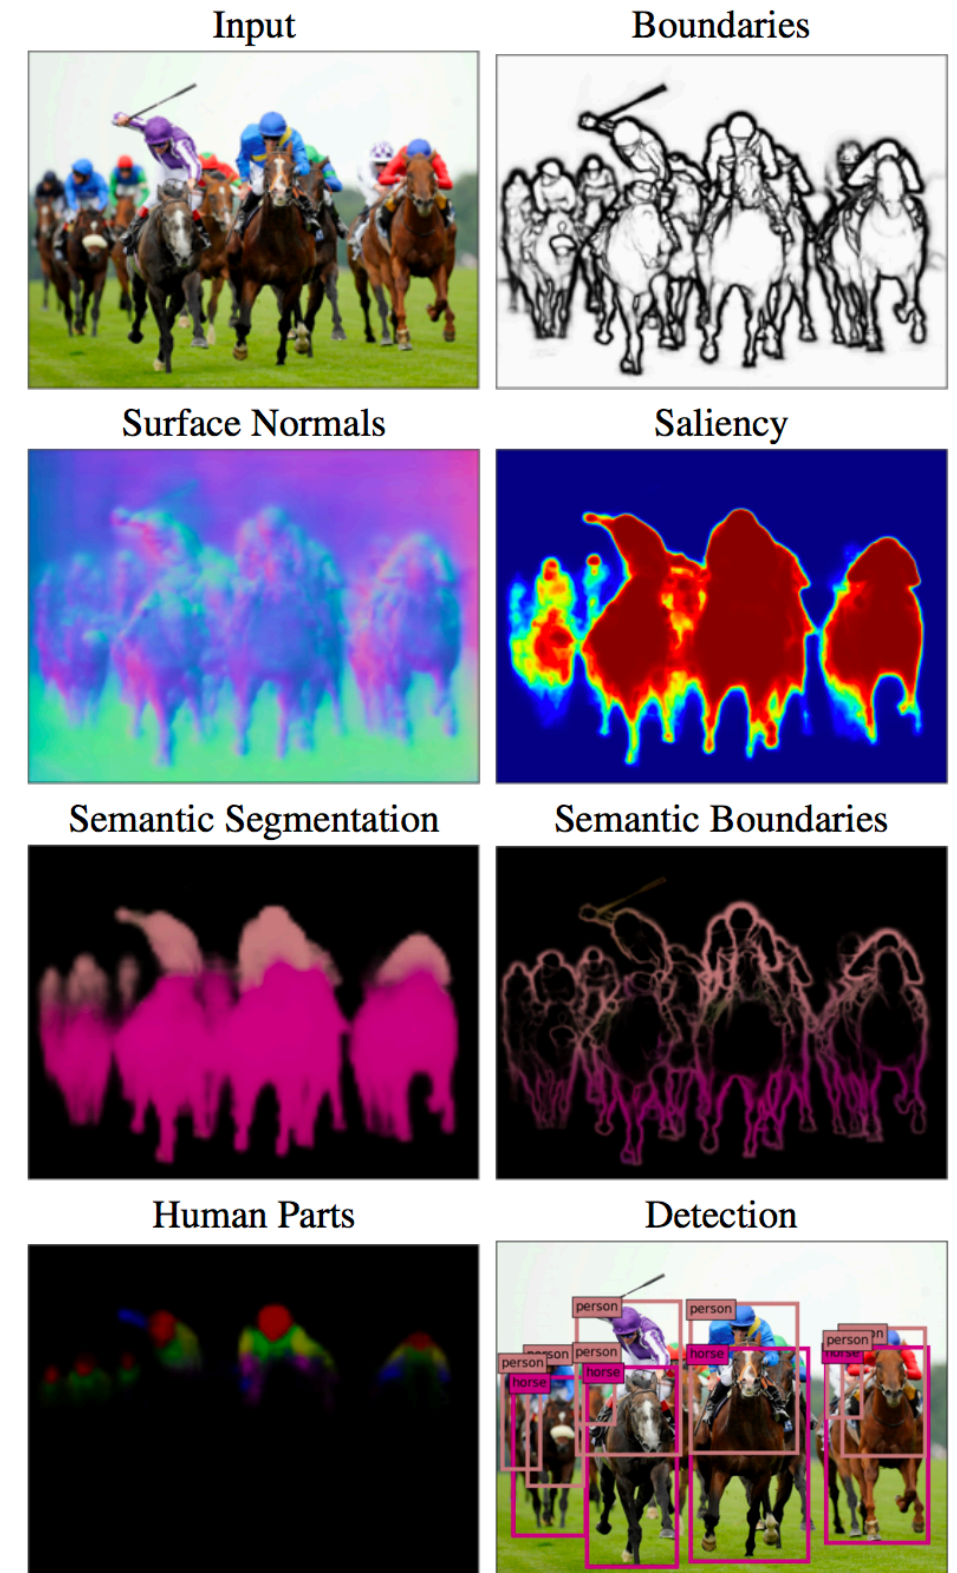 Input
Boundaries
Surface Normals
Saliency
Semantic Segmentation
Semantic Boundaries
Human Parts
Detection
person
person
person
person
person
horse
horse
horse
horse